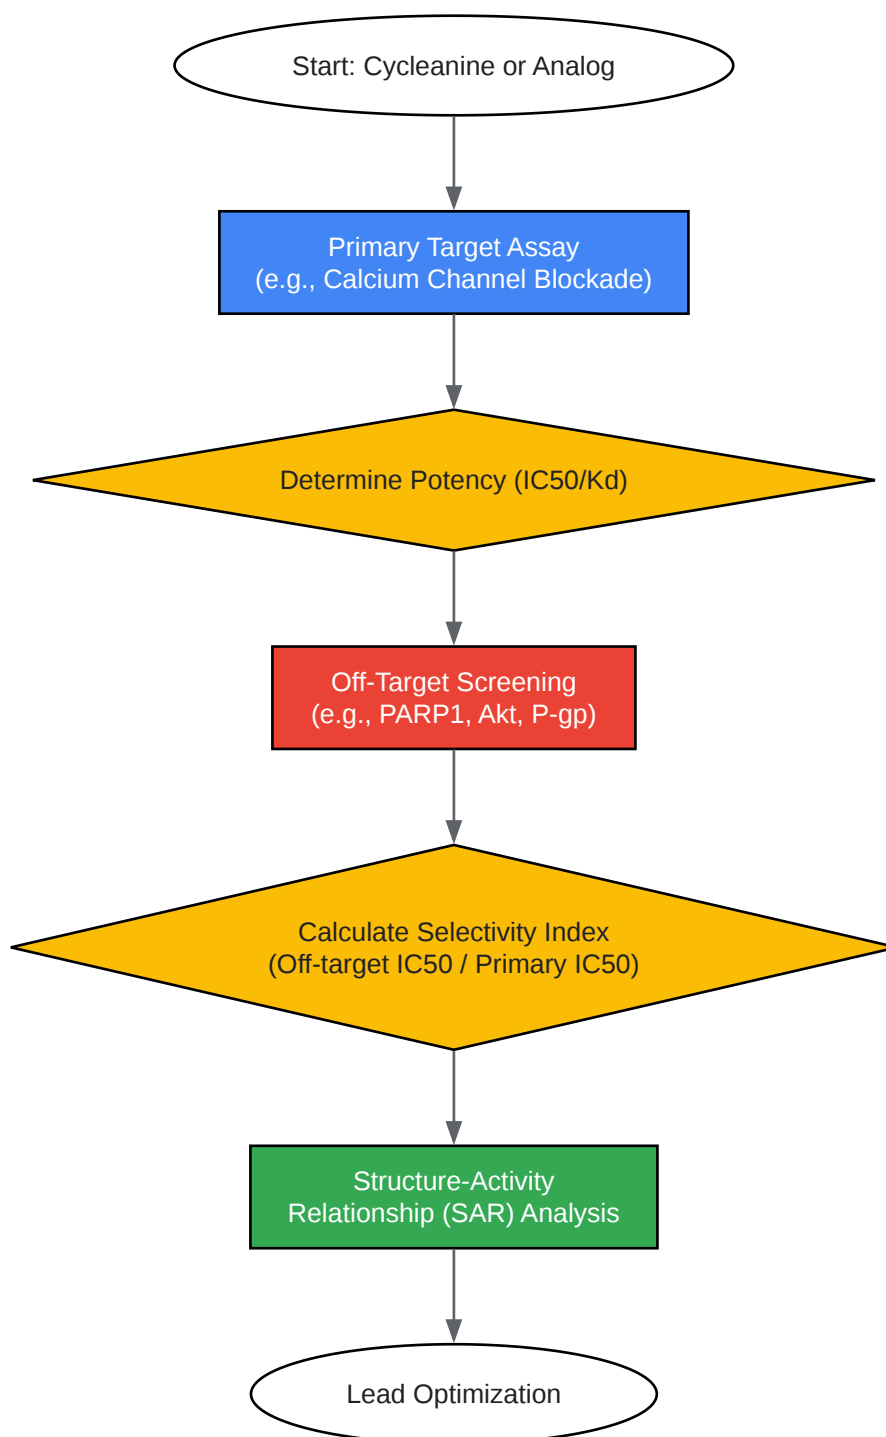 Start: Cycleanine or Analog
Primary Target Assay
(e.g., Calcium Channel Blockade)
Determine Potency (IC50/Kd)
Off-Target Screening
(e.g., PARP1, Akt, P-gp)
Calculate Selectivity Index
(Off-target IC50 / Primary IC50)
Structure-Activity
Relationship (SAR) Analysis
Lead Optimization